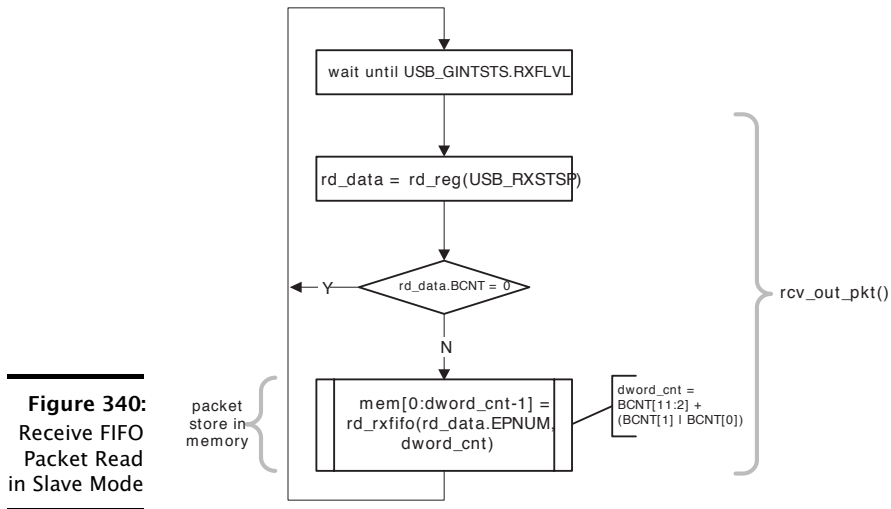 wait until USB_GINTSTS.RXFLVL
rd_data = rd_reg(USB_RXSTSP)
rd_data.BCNT = 0
Y
rcv_out_pkt()
N
packet
store in
memory
mem[0:dword_cnt-1] =
rd_rxfifo(rd_data.EPNUM,
dword_cnt)
dword_cnt =
BCNT[11:2] +
(BCNT[1] | BCNT[0])
Figure 340:
Receive FIFO
Packet Read
in Slave Mode